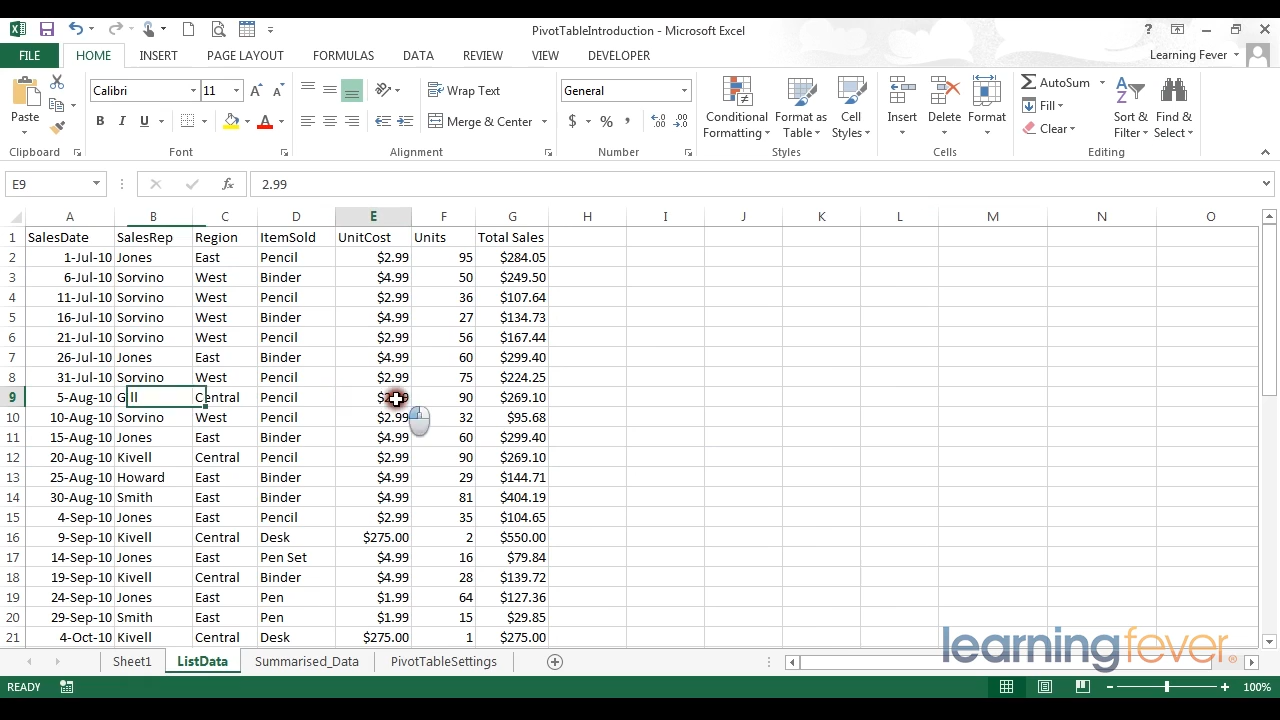 PivotTableIntroduction - Microsoft Excel
FILE HOME INSERT PAGE LAYOUT FORMULAS DATA REVIEW VIEW DEVELOPER Learning Fever
Paste
Clipboard
Calibri 11
B I U
Font
Wrap Text
Merge & Center
Alignment
General
$ % ,
Number
Conditional Formatting
Format as Table
Cell Styles
Styles
Insert
Delete
Format
Cells
AutoSum
Fill
Clear
Sort & Filter
Find & Select
Editing
E9 fx 2.99
A B C D E F G H I J K L M N O
1 SalesDate SalesRep Region ItemSold UnitCost Units Total Sales
2 1-Jul-10 Jones East Pencil $2.99 95 $284.05
3 6-Jul-10 Sorvino West Binder $4.99 50 $249.50
4 11-Jul-10 Sorvino West Pencil $2.99 36 $107.64
5 16-Jul-10 Sorvino West Binder $4.99 27 $134.73
6 21-Jul-10 Sorvino West Pencil $2.99 56 $167.44
7 26-Jul-10 Jones East Binder $4.99 60 $299.40
8 31-Jul-10 Sorvino West Pencil $2.99 75 $224.25
9 5-Aug-10 Central Pencil 90 $269.10
10 10-Aug-10 Sorvino West Pencil $2.99 32 $95.68
11 15-Aug-10 Jones East Binder $4.99 60 $299.40
12 20-Aug-10 Kivell Central Pencil $2.99 90 $269.10
13 25-Aug-10 Howard East Binder $4.99 29 $144.71
14 30-Aug-10 Smith East Binder $4.99 81 $404.19
15 4-Sep-10 Jones East Pencil $2.99 35 $104.65
16 9-Sep-10 Kivell Central Desk $275.00 2 $550.00
17 14-Sep-10 Jones East Pen Set $4.99 16 $79.84
18 19-Sep-10 Kivell Central Binder $4.99 28 $139.72
19 24-Sep-10 Jones East Pen $1.99 64 $127.36
20 29-Sep-10 Smith East Pen $1.99 15 $29.85
21 4-Oct-10 Kivell Central Desk $275.00 1 $275.00
learningfever®
Sheet1 ListData Summarised_Data PivotTableSettings
READY 100%